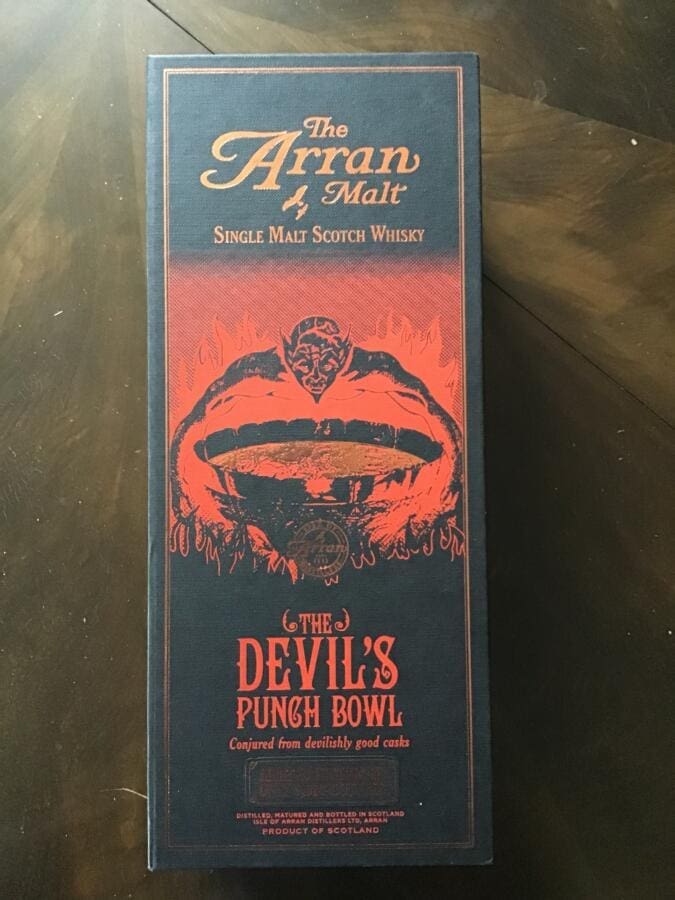 The
Arran
Malt
SINGLE MALT SCOTCH WHISKY
Arran
THE
DEVIL'S
PUNCH BOWL
Conjured from devilishly good casks
DISTILLED, MATURED AND BOTTLED IN SCOTLAND
ISLE OF ARRAN DISTILLERS LTD, ARRAN
PRODUCT OF SCOTLAND